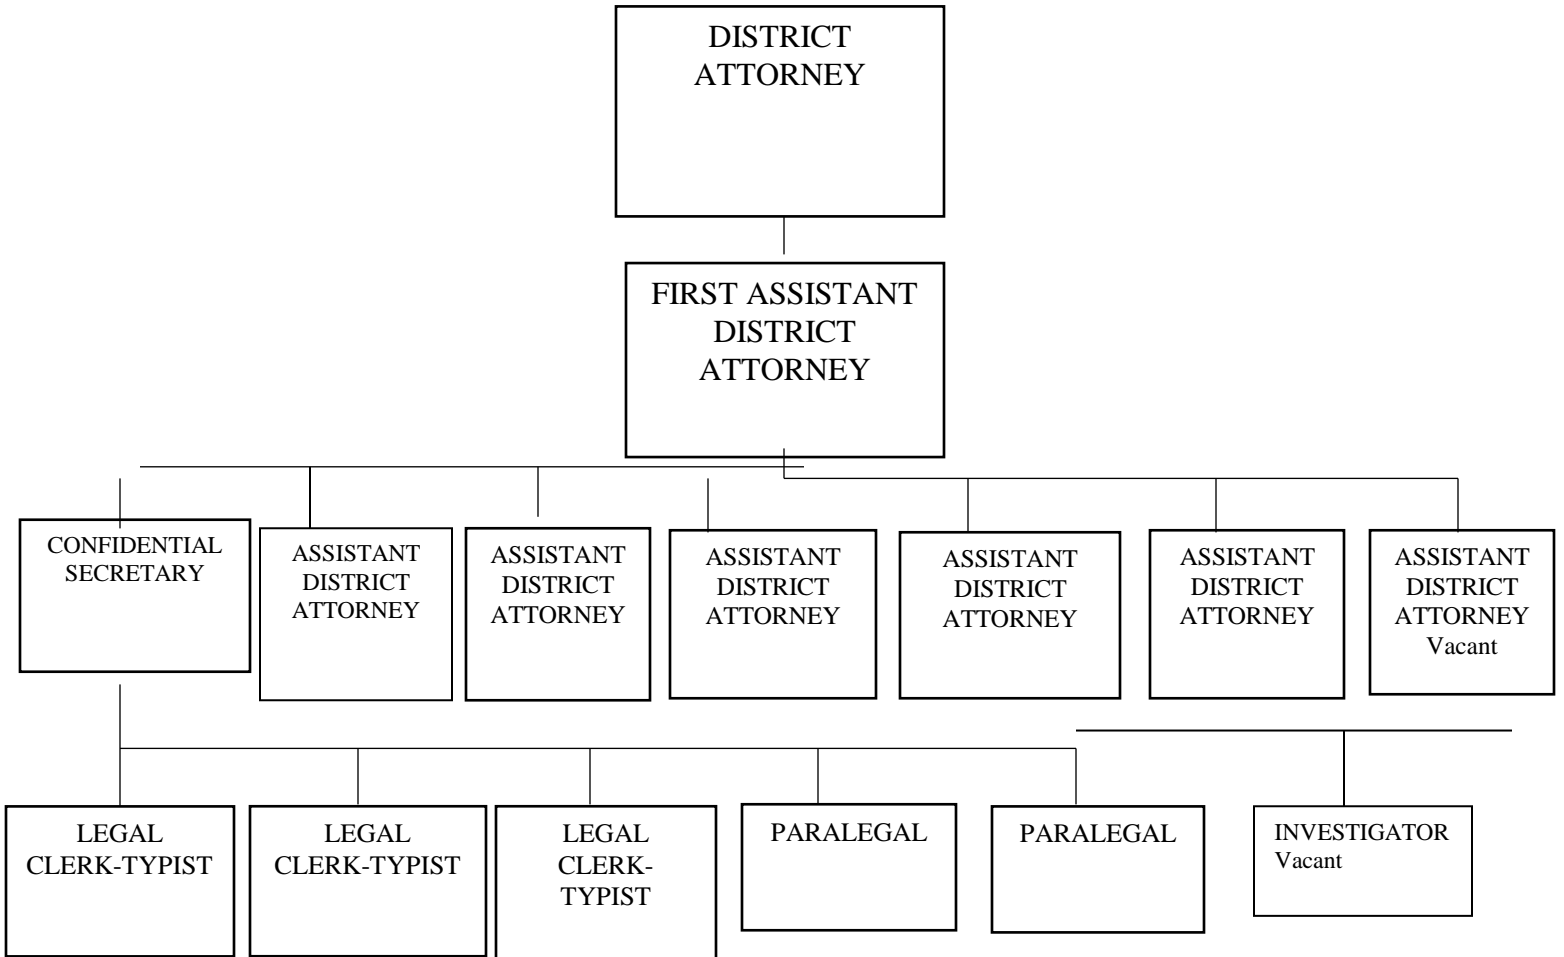 DISTRICT
ATTORNEY
FIRST ASSISTANT
DISTRICT
ATTORNEY
CONFIDENTIAL
SECRETARY
ASSISTANT
DISTRICT
ATTORNEY
ASSISTANT
DISTRICT
ATTORNEY
ASSISTANT
DISTRICT
ATTORNEY
ASSISTANT
DISTRICT
ATTORNEY
ASSISTANT
DISTRICT
ATTORNEY
ASSISTANT
DISTRICT
ATTORNEY
Vacant
LEGAL
CLERK-TYPIST
LEGAL
CLERK-TYPIST
LEGAL
CLERK-
TYPIST
PARALEGAL
PARALEGAL
INVESTIGATOR
Vacant